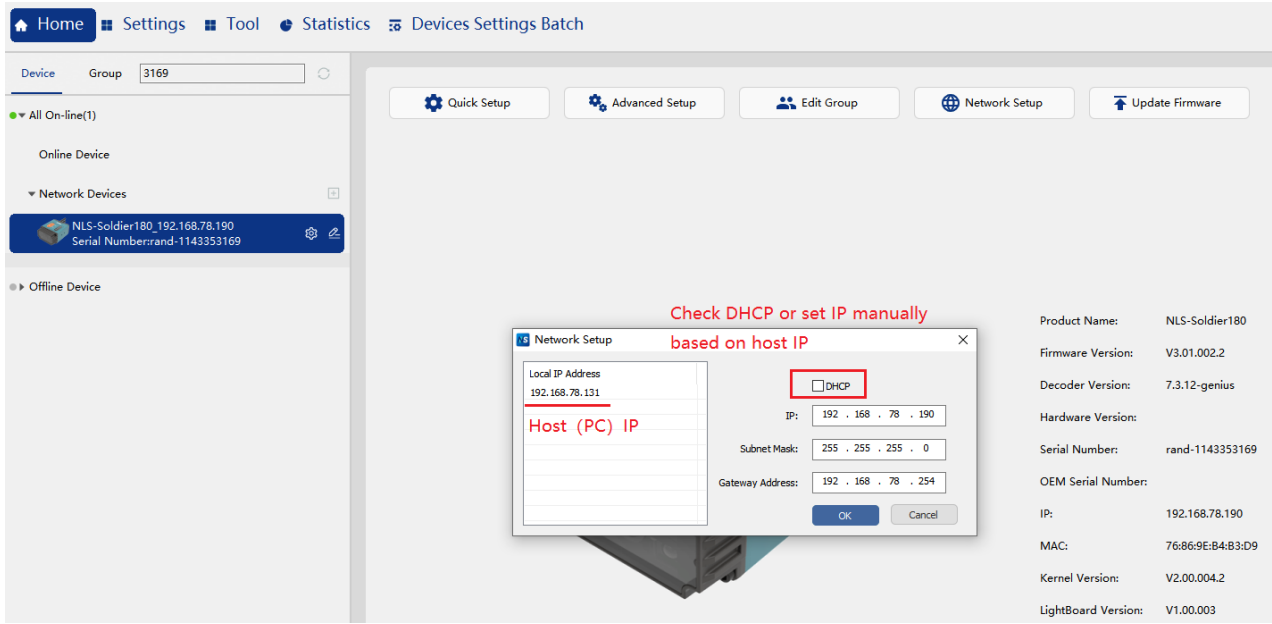 Home Settings Tool Statistics Devices Settings Batch
Device Group 3169
Quick Setup Advanced Setup Edit Group Network Setup Update Firmware
All On-line(1)
Online Device
Network Devices
NLS-Soldier180_192.168.78.190
Serial Number:rand-1143353169
Offline Device
Check DHCP or set IP manually
based on host IP
Network Setup
Local IP Address
192.168.78.131
Host (PC) IP
DHCP
IP: 192 . 168 . 78 . 190
Subnet Mask: 255 . 255 . 255 . 0
Gateway Address: 192 . 168 . 78 . 254
OK Cancel
Product Name: NLS-Soldier180
Firmware Version: V3.01.002.2
Decoder Version: 7.3.12-genius
Hardware Version:
Serial Number: rand-1143353169
OEM Serial Number:
IP: 192.168.78.190
MAC: 76:86:9E:B4:B3:D9
Kernel Version: V2.00.004.2
LightBoard Version: V1.00.003